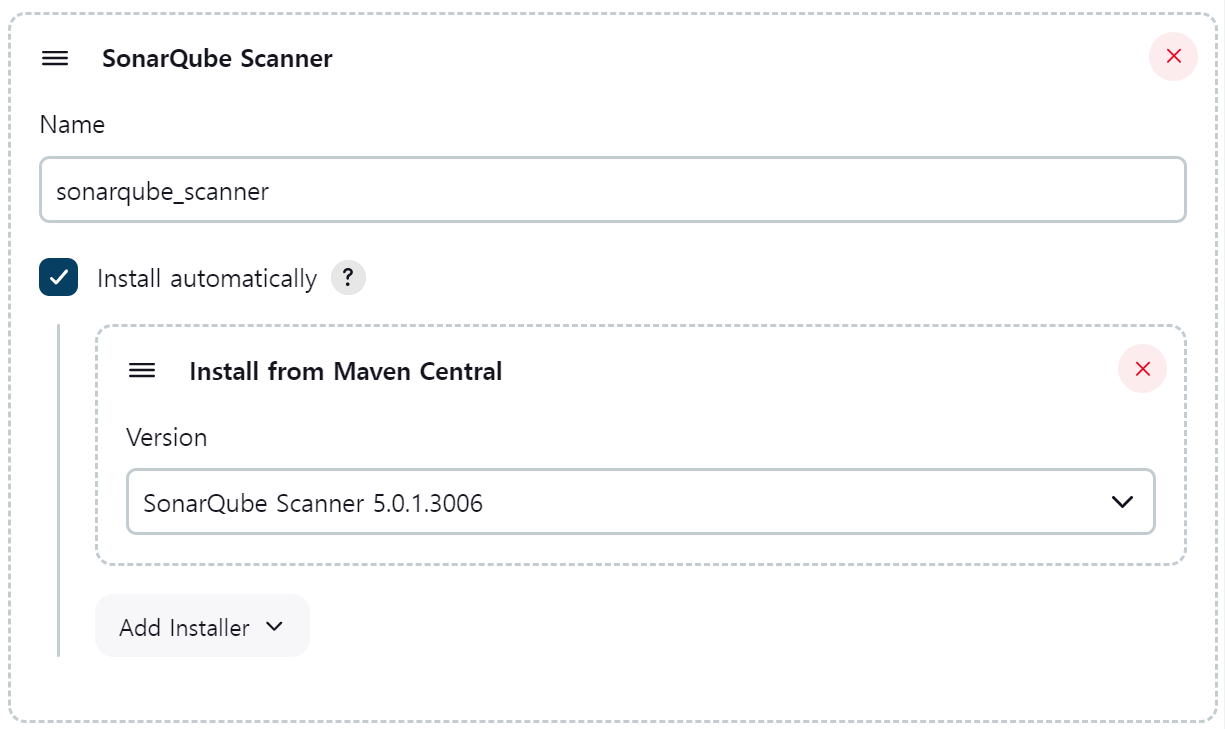 SonarQube Scanner
Name
sonarqube_scanner
Install automatically ?
Install from Maven Central
Version
SonarQube Scanner 5.0.1.3006
Add Installer